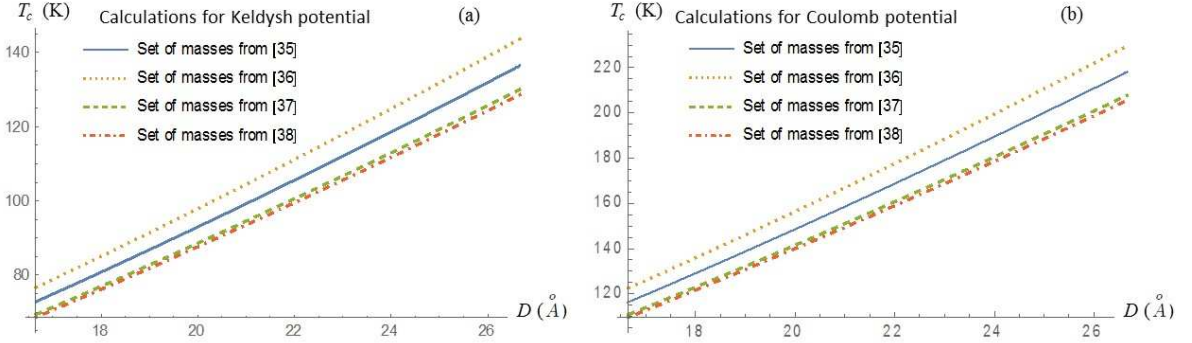 T_c (K) Calculations for Keldysh potential (a)
Set of masses from [35]
Set of masses from [36]
Set of masses from [37]
Set of masses from [38]
140
120
100
80
18 20 22 24 26
D (Å)
T_c (K) Calculations for Coulomb potential (b)
Set of masses from [35]
Set of masses from [36]
Set of masses from [37]
Set of masses from [38]
220
200
180
160
140
120
18 20 22 24 26
D (Å)